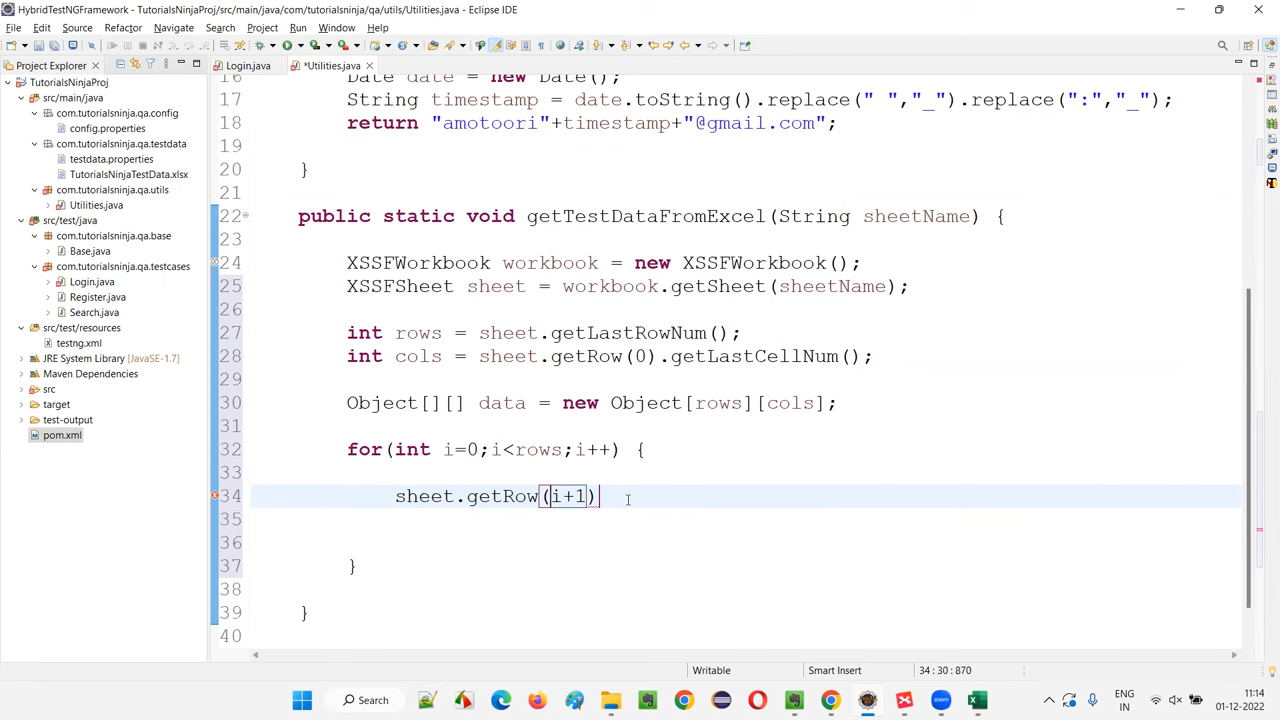 HybridTestNGFramework - TutorialsNinjaProj/src/main/java/com/tutorialsninja/qa/utils/Utilities.java - Eclipse IDE
File Edit Source Refactor Navigate Search Project Run Window Help
Project Explorer
Login.java
*Utilities.java
TutorialsNinjaProj
src/main/java
com.tutorialsninja.qa.config
config.properties
com.tutorialsninja.qa.testdata
testdata.properties
TutorialsNinjaTestData.xlsx
com.tutorialsninja.qa.utils
Utilities.java
src/test/java
com.tutorialsninja.qa.base
Base.java
com.tutorialsninja.qa.testcases
Login.java
Register.java
Search.java
src/test/resources
testng.xml
JRE System Library [JavaSE-1.7]
Maven Dependencies
src
target
test-output
pom.xml
16 Date date = new Date();
17 String timestamp = date.toString().replace(" ","_").replace(":","_");
18 return "amotoori"+timestamp+"@gmail.com";
19
20 }
21
22 public static void getTestDataFromExcel(String sheetName) {
23
24 XSSFWorkbook workbook = new XSSFWorkbook();
25 XSSFSheet sheet = workbook.getSheet(sheetName);
26
27 int rows = sheet.getLastRowNum();
28 int cols = sheet.getRow(0).getLastCellNum();
29
30 Object[][] data = new Object[rows][cols];
31
32 for(int i=0;i<rows;i++) {
33
34 sheet.getRow(i+1)
35
36
37 }
38
39 }
40
Writable Smart Insert 34 : 30 : 870
Search
ENG
IN
11:14
01-12-2022